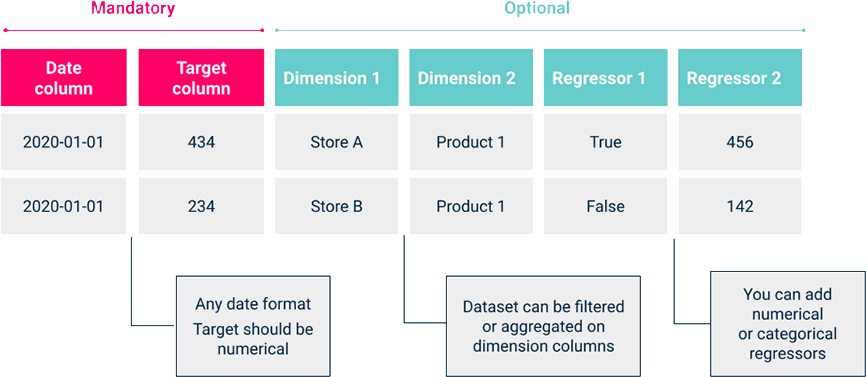 Mandatory
Optional
Date column
Target column
Dimension 1
Dimension 2
Regressor 1
Regressor 2
2020-01-01
434
Store A
Product 1
True
456
2020-01-01
234
Store B
Product 1
False
142
Any date format
Target should be
numerical
Dataset can be filtered
or aggregated on
dimension columns
You can add
numerical
or categorical
regressors